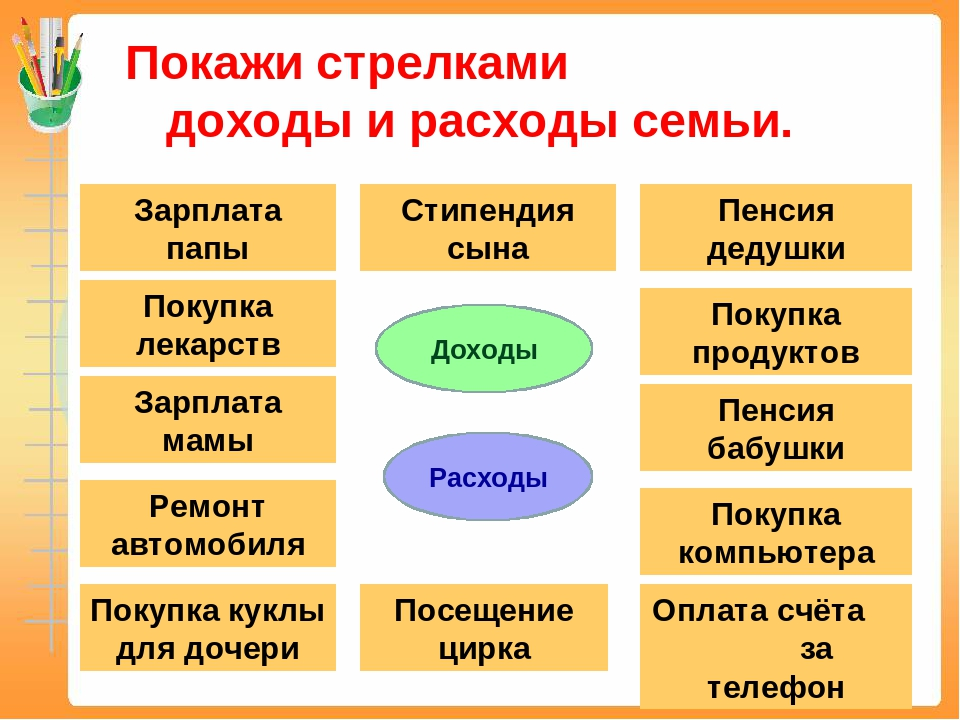 Покажи стрелками
доходы и расходы семьи.
Зарплата
папы
Стипендия
сына
Пенсия
дедушки
Покупка
лекарств
Доходы
Покупка
продуктов
Зарплата
мамы
Пенсия
бабушки
Расходы
Ремонт
автомобиля
Покупка
компьютера
Покупка куклы
для дочери
Посещение
цирка
Оплата счёта
за
телефон